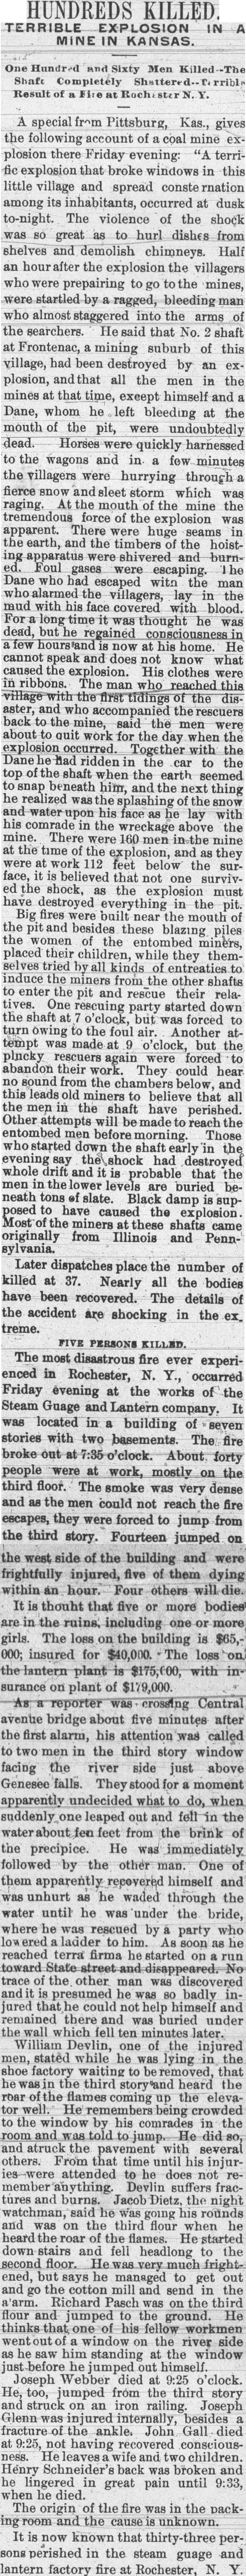 HUNDREDS KILLED.
TERRIBLE EXPLOSION IN A
MINE IN KANSAS.
One Hundred and Sixty Men Killed--The
Shaft Completely Shattered--Terrible
Result of a Fire at Rochester N. Y.
A special from Pittsburg, Kas., gives
the following account of a coal mine ex-
plosion there Friday evening: "A terri-
fic explosion that broke windows in this
little village and spread consternation
among its inhabitants, occurred at dusk
to-night. The violence of the shock
was so great as to hurl dishes from
shelves and demolish chimneys. Half
an hour after the explosion the villagers
who were preparing to go to the mines,
were startled by a ragged, bleeding man
who almost staggered into the arms of
the searchers. He said that No. 2 shaft
at Frontenac, a mining suburb of this
village, had been destroyed by an ex-
plosion, and that all the men in the
mines at that time, except himself and a
Dane, whom he left bleeding at the
mouth of the pit, were undoubtedly
dead. Horses were quickly harnessed
to the wagons and in a few minutes
the villagers were hurrying through a
fierce snow and sleet storm which was
raging. At the mouth of the mine the
tremendous force of the explosion was
apparent. There were huge seams in
the earth, and the timbers of the hoist-
ing apparatus were shivered and burn-
ed. Foul gases were escaping. The
Dane who had escaped with the man
who alarmed the villagers, lay in the
mud with his face covered with blood.
For a long time it was thought he was
dead, but he regained consciousness in
a few hours and is now at his home. He
cannot speak and does not know what
caused the explosion. His clothes were
in ribbons. The man who reached this
village with the first tidings of the dis-
aster, and who accompanied the rescuers
back to the mine, said the men were
about to quit work for the day when the
explosion occurred. Together with the
Dane he had ridden in the car to the
top of the shaft when the earth seemed
to snap beneath him, and the next thing
he realized was the splashing of the snow
and water upon his face as he lay with
his comrade in the wreckage above the
mine. There were 160 men in the mine
at the time of the explosion, and as they
were at work 112 feet below the sur-
face, it is believed that not one surviv-
ed the shock, as the explosion must
have destroyed everything in the pit.
Big fires were built near the mouth of
the pit and besides these blazing piles
the women of the entombed miners,
placed their children, while they them-
selves tried by all kinds of entreaties to
induce the miners from the other shafts
to enter the pit and rescue their rela-
tives. One rescuing party started down
the shaft at 7 o'clock, but was forced to
turn owing to the foul air. Another at-
mpt was made at 9 o'clock, but the
plucky rescuers again were forced to
abandon their work. They could hear
no sound from the chambers below, and
this leads old miners to believe that all
the men in the shaft have perished.
Other attempts will be made to reach the
entombed men before morning. Those
who started down the shaft early in the
evening say the shock had destroyed
whole drift and it is probable that the
men in the lower levels are buried be-
neath tons of slate. Black damp is sup-
posed to have caused the explosion.
Most of the miners at these shafts came
originally from Illinois and Penn-
sylvania.
Later dispatches place the number of
killed at 37. Nearly all the bodies
have been recovered. The details of
the accident are shocking in the ex.
treme.
FIVE PERSONS KILLED.
The most disastrous fire ever experi-
enced in Rochester, N. Y., occurred
Friday evening at the works of the
Steam Guage and Lantern company. It
was located in a building of seven
stories with two basements. The fire
broke out at 7:35 o'clock. About forty
people were at work, mostly on the
third floor. The smoke was very dense
and as the men could not reach the fire
escapes, they were forced to jump from
the third story. Fourteen jumped on
the west side of the building and were
frightfully injured, five of them dying
within an hour. Four others will die.
It is thouht that five or more bodies
are in the ruins, including one or more
girls. The loss on the building is $65,-
000; insured for $40,000. The loss on
the lantern plant is $175,000, with in-
surance on plant of $179,000.
As a reporter was crossing Central
avenue bridge about five minutes after
the first alarm, his attention was called
to two men in the third story window
facing the river side just above
Genesee falls. They stood for a moment
apparently undecided what to do, when
suddenly one leaped out and fell in the
water about ten feet from the brink of
the precipice. He was immediately
followed by the other man. One of
them apparently recovered himself and
was unhurt as he waded through the
water until he was under the bride,
where he was rescued by a party who
lowered a ladder to him. As soon as he
reached terra firma he started on a run
toward State street and disappeared. No
trace of the other man was discovered
and it is presumed he was so badly in-
jured that he could not help himself and
remained there and was buried under
the wall which fell ten minutes later.
William Devlin, one of the injured
men, stated while he was lying in the
shoe factory waiting to be removed, that
he was in the third story and heard the
roar of the flames coming up the eleva-
tor well. He remembers being crowded
to the window by his comrades in the
room and was told to jump. He did so,
and atruck the pavement with several
others. From that time until his injur-
ies were attended to he does not re-
member anything. Devlin suffers frac-
tures and burns. Jacob Dietz, the night
watchman, said he was going his rounds
and was on the third floor when he
heard the roar of the flames. He started
down stairs and fell headlong to the
second floor. He was very much fright-
ened, but says he managed to get out
and go the cotton mill and send in the
a'arm. Richard Pasch was on the third
flour and jumped to the ground. He
thinks that one of his fellow workmen
went out of a window on the river side
as he saw him standing at the window
just before he jumped out himself.
Joseph Webber died at 9:25 o'clock.
He, too, jumped from the third story
and struck on an iron railing. Joseph
Glenn was injured internally, besides a
fracture of the ankle. John Gall died
at 9:25, not having recovered conscious-
ness. He leaves a wife and two children.
Henry Schneider's back was broken and
he lingered in great pain until 9:33,
when he died.
The origin of the fire was in the pack-
ing room and the cause is unknown.
It is now known that thirty-three per-
sons perished in the steam guage and
lantern factory fire at Rochester, N. Y.